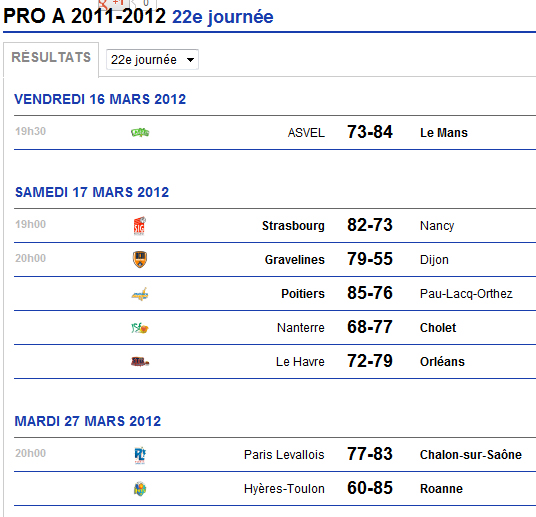 PRO A 2011-2012 22e journée
RÉSULTATS 22e journée
VENDREDI 16 MARS 2012
19h30 ASVEL 73-84 Le Mans
SAMEDI 17 MARS 2012
19h00 Strasbourg 82-73 Nancy
20h00 Gravelines 79-55 Dijon
Poitiers 85-76 Pau-Lacq-Orthez
Nanterre 68-77 Cholet
Le Havre 72-79 Orléans
MARDI 27 MARS 2012
20h00 Paris Levallois 77-83 Chalon-sur-Saône
Hyères-Toulon 60-85 Roanne